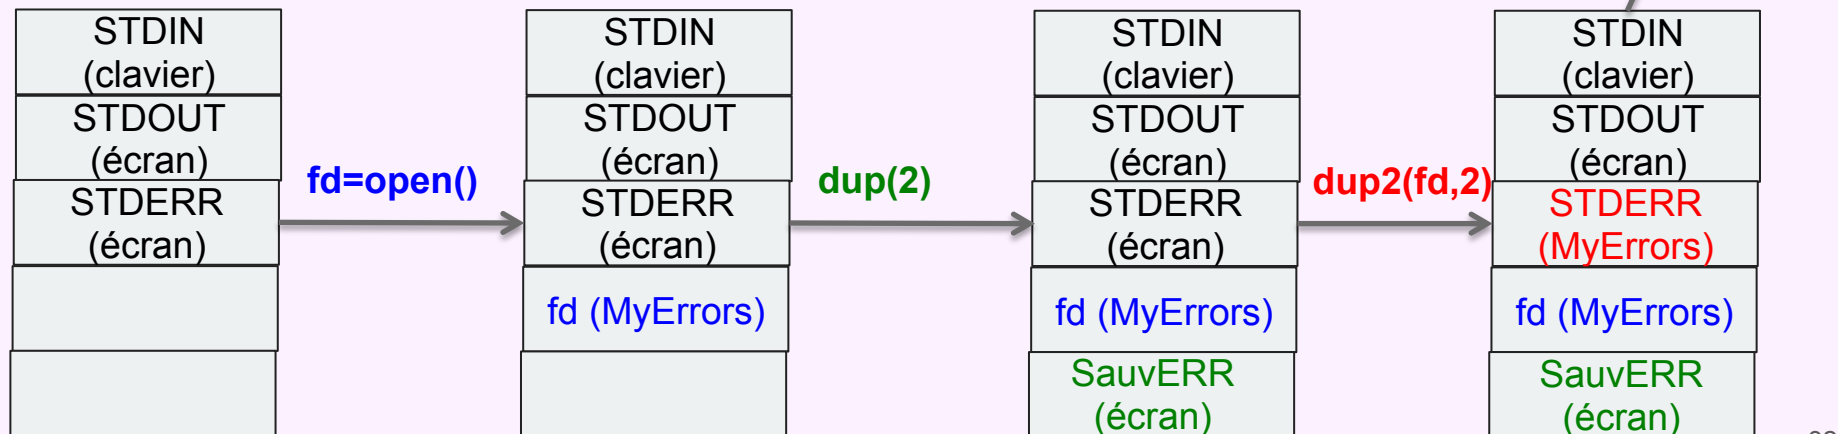 STDIN
(clavier)
STDOUT
(écran)
STDERR
(écran)
fd=open()
STDIN
(clavier)
STDOUT
(écran)
STDERR
(écran)
fd (MyErrors)
dup(2)
STDIN
(clavier)
STDOUT
(écran)
STDERR
(écran)
fd (MyErrors)
SauvERR
(écran)
dup2(fd,2)
STDIN
(clavier)
STDOUT
(écran)
STDERR
(MyErrors)
fd (MyErrors)
SauvERR
(écran)